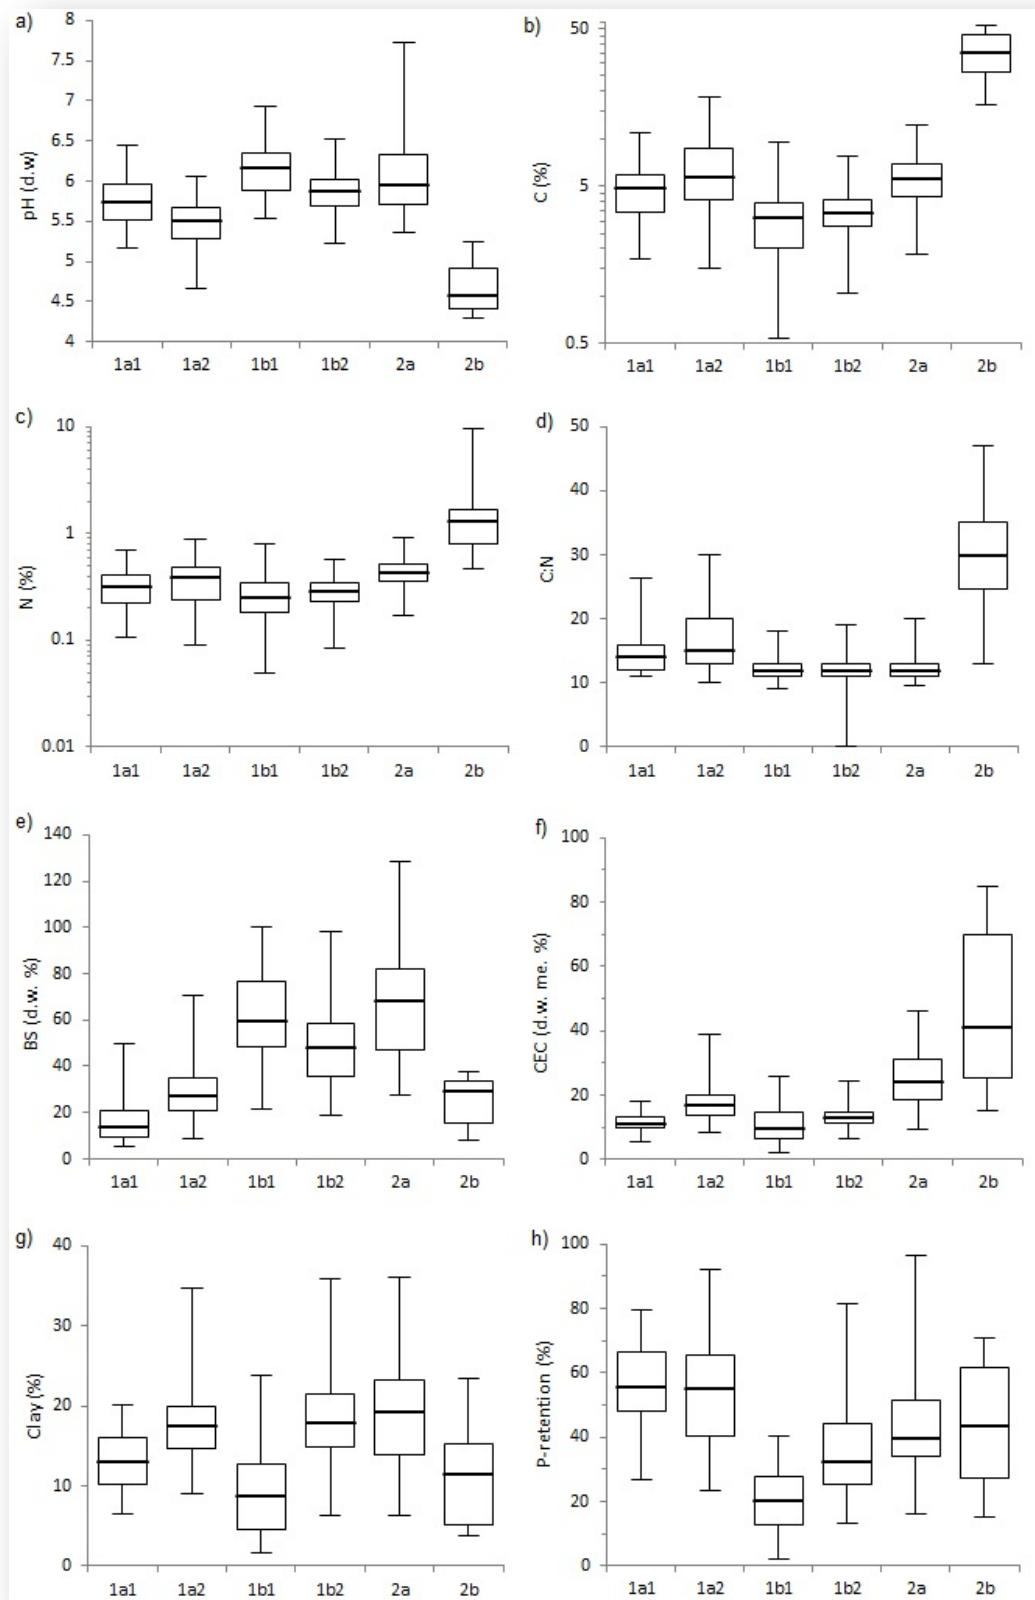 a)
8
7.5
7
6.5
6
5.5
5
4.5
4
pH (d.w)
1a1 1a2 1b1 1b2 2a 2b
b)
50
5
0.5
C (%)
1a1 1a2 1b1 1b2 2a 2b
c)
10
1
0.1
0.01
N (%)
1a1 1a2 1b1 1b2 2a 2b
d)
50
40
30
20
10
0
C:N
1a1 1a2 1b1 1b2 2a 2b
e)
140
120
100
80
60
40
20
0
BS (d.w. %)
1a1 1a2 1b1 1b2 2a 2b
f)
100
80
60
40
20
0
CEC (d.w. me. %)
1a1 1a2 1b1 1b2 2a 2b
g)
40
30
20
10
0
Clay (%)
1a1 1a2 1b1 1b2 2a 2b
h)
100
80
60
40
20
0
P-retention (%)
1a1 1a2 1b1 1b2 2a 2b